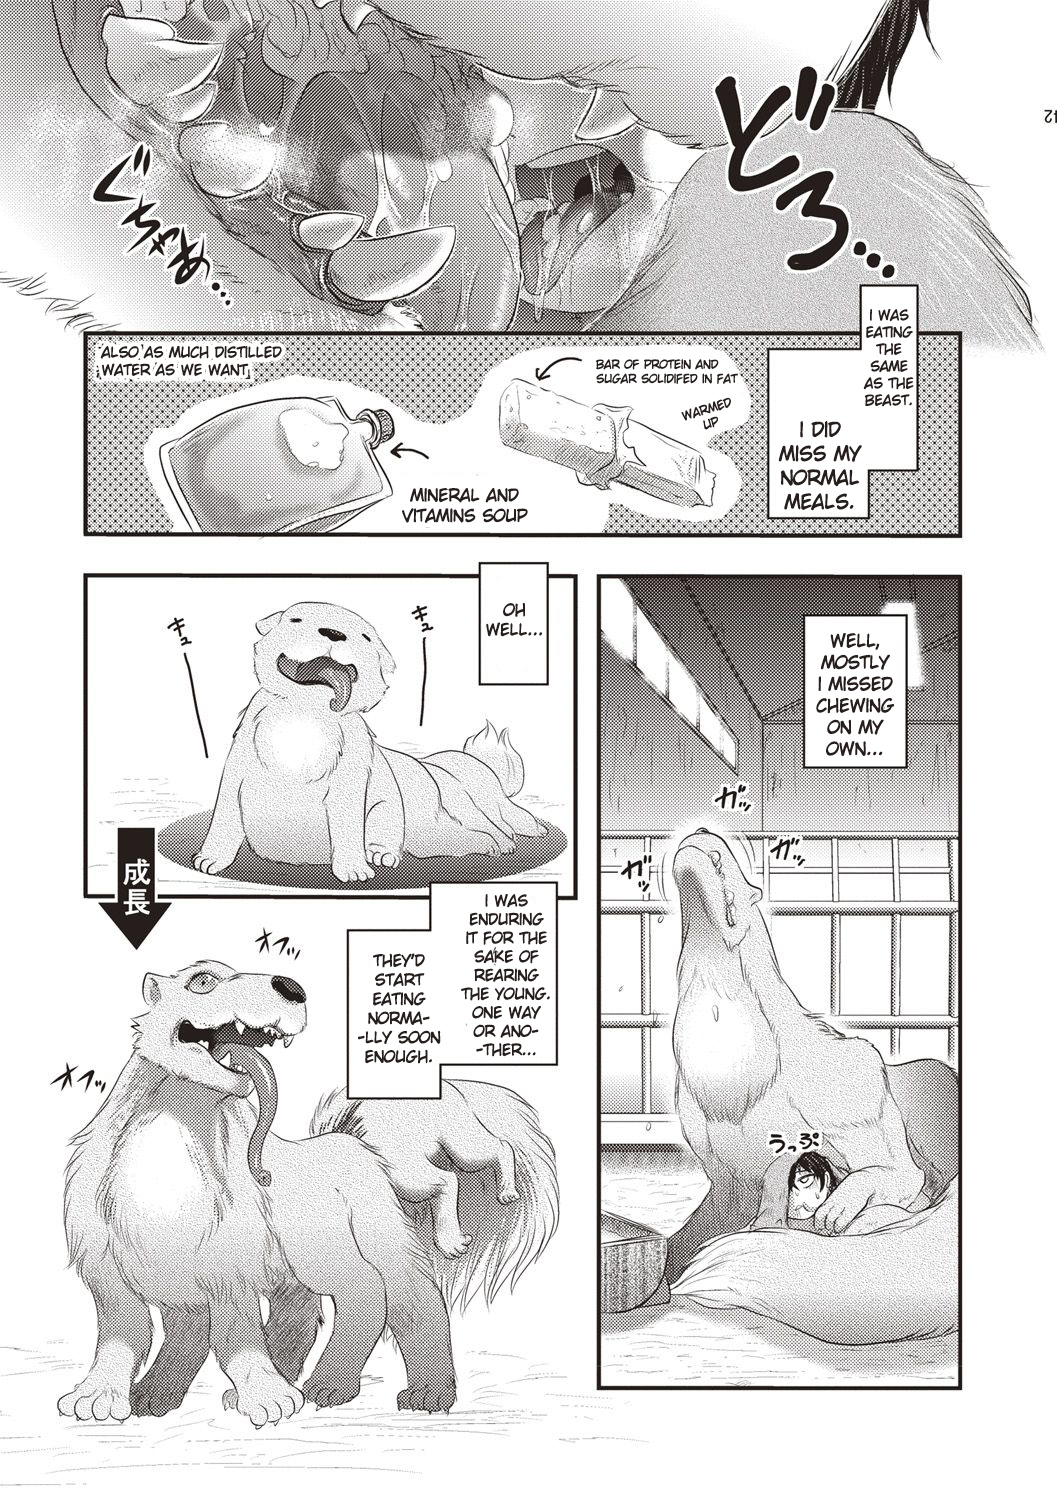 21
どろ…
ぐちゃあ…
I WAS
EATING
THE
SAME
AS THE
BEAST.
I DID
MISS MY
NORMAL
MEALS.
BAR OF PROTEIN AND
SUGAR SOLIDIFED IN FAT
WARMED
UP
ALSO AS MUCH DISTILLED
WATER AS WE WANT
MINERAL AND
VITAMINS SOUP
WELL,
MOSTLY
I MISSED
CHEWING
ON MY
OWN...
ガッ
ガッ
ガッ
うっぷ
OH
WELL...
キュー
キュー
成長
I WAS
ENDURING
IT FOR THE
SAKE OF
REARING
THE YOUNG.
ONE WAY
OR ANO-
-THER...
THEY'D
START
EATING
NORMA-
-LLY SOON
ENOUGH.
オフッ
オフッ